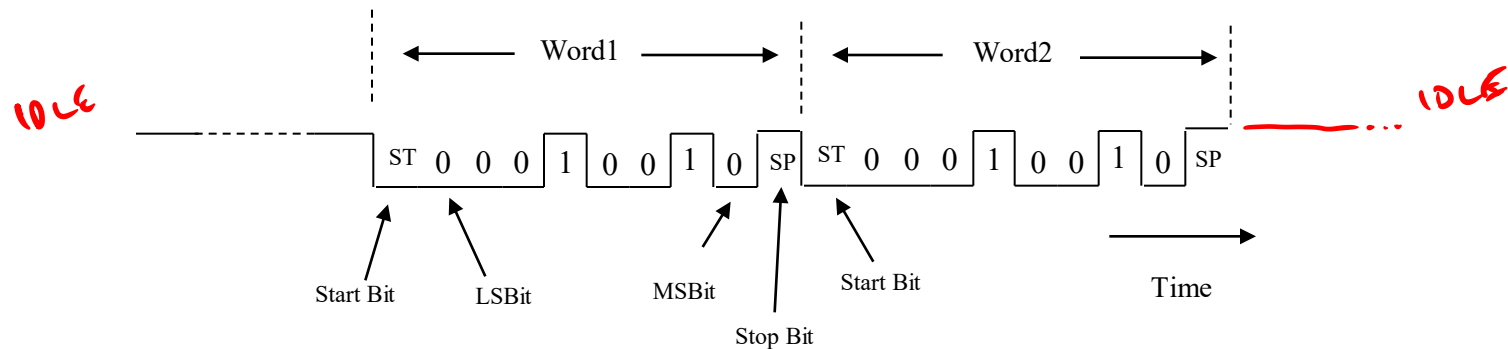 Word1 Word2
IDLE IDLE
ST 0 0 0 1 0 0 1 0 SP ST 0 0 0 1 0 0 1 0 SP
Start Bit LSBit MSBit Stop Bit Start Bit Time